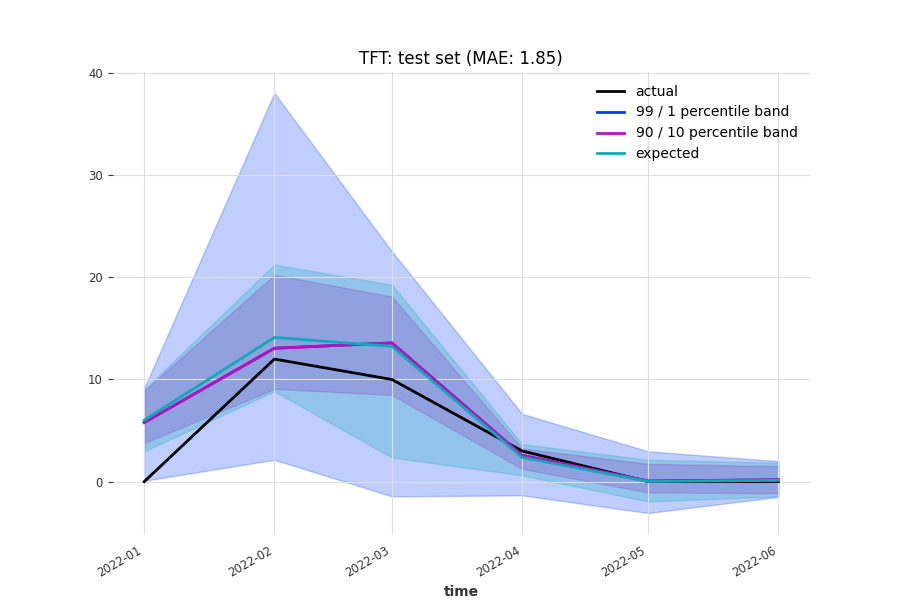 TFT: test set (MAE: 1.85)
40
30
20
10
0
actual
99 / 1 percentile band
90 / 10 percentile band
expected
2022-01
2022-02
2022-03
2022-04
2022-05
2022-06
time